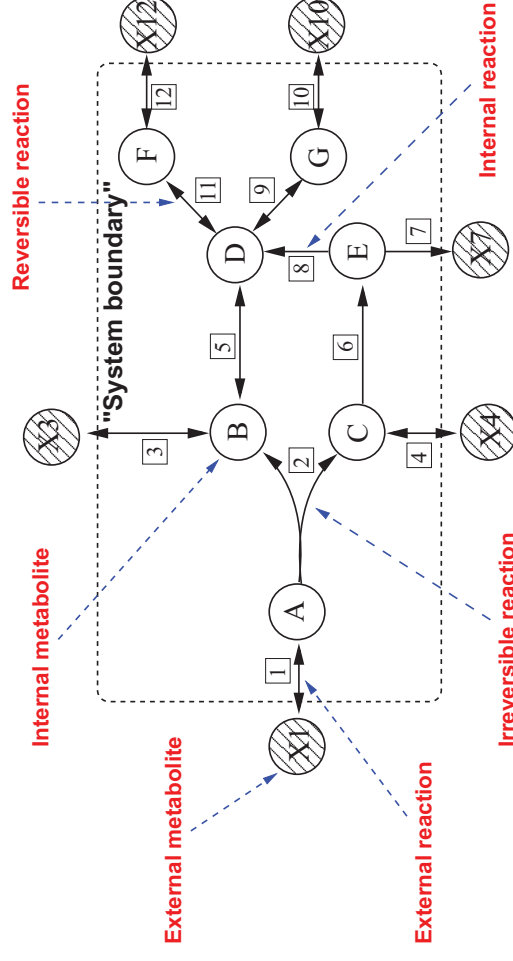 Reversible reaction
"System boundary"
Internal metabolite
External metabolite
External reaction
Irreversible reaction
Internal reaction
X1
X3
X4
X7
X10
X12
A
B
C
D
E
F
G
1
2
3
4
5
6
7
8
9
10
11
12